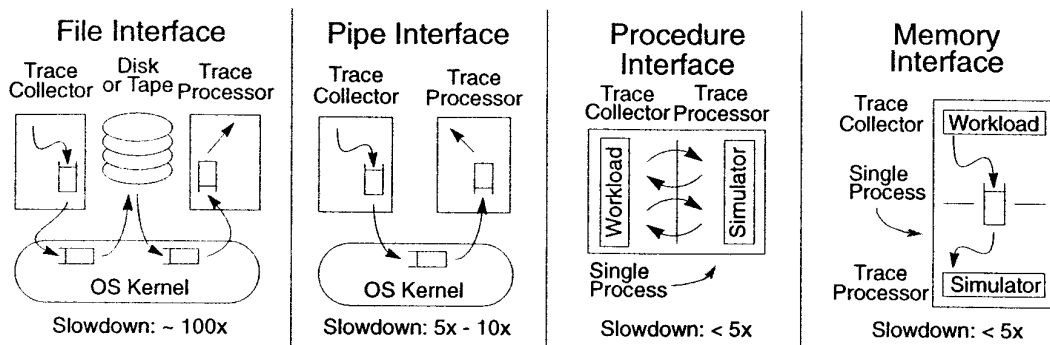 File Interface
Trace
Collector
Disk
or Tape
Trace
Processor
OS Kernel
Slowdown: ~ 100x
Pipe Interface
Trace
Collector
Trace
Processor
OS Kernel
Slowdown: 5x - 10x
Procedure
Interface
Trace
Collector
Trace
Processor
Workload
Simulator
Single
Process
Slowdown: < 5x
Memory
Interface
Trace
Collector
Workload
Single
Process
Trace
Processor
Simulator
Slowdown: < 5x